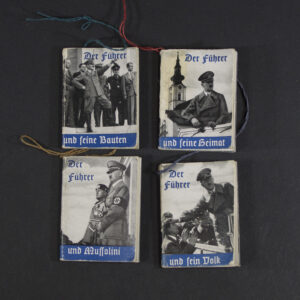 Der Führer
und seine Bauten
Der Führer
und seine Heimat
Der
Führer
und Mussolini
Der
Führer
und sein Volk